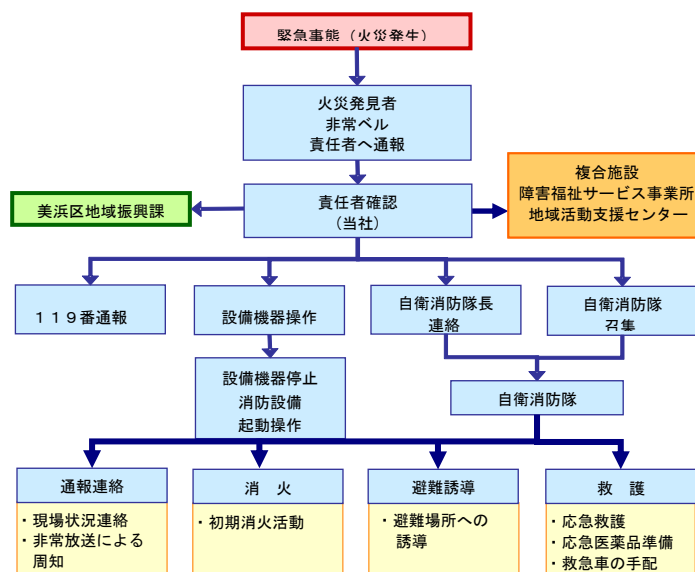 緊急事態（火災発生）
火災発見者
非常ベル
責任者へ通報
複合施設
障害福祉サービス事業所
地域活動支援センター
美浜区地域振興課
責任者確認
（当社）
１１９番通報
設備機器操作
自衛消防隊長
連絡
自衛消防隊
召集
設備機器停止
消防設備
起動操作
自衛消防隊
通報連絡
・現場状況連絡
・非常放送による
周知
消　火
・初期消火活動
避難誘導
・避難場所への
誘導
救　護
・応急救護
・応急医薬品準備
・救急車の手配